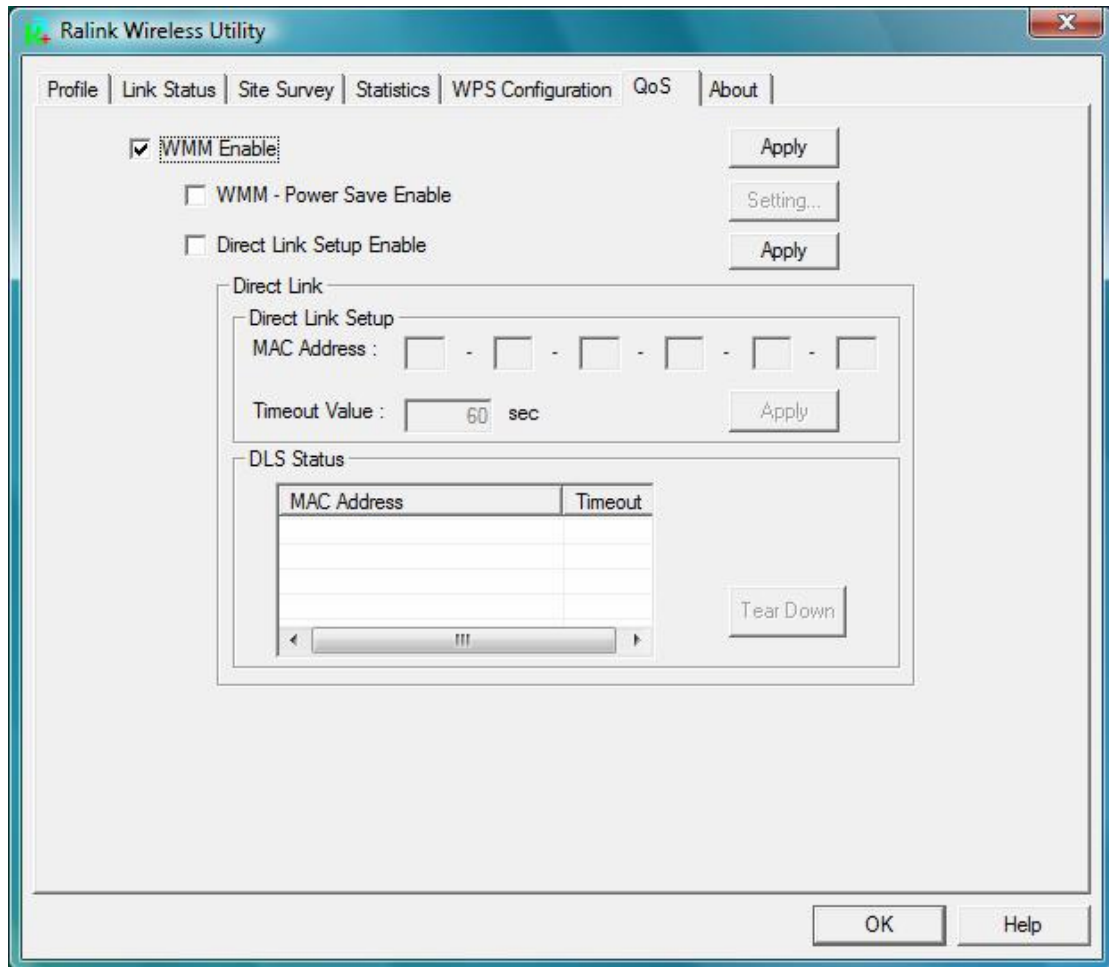 Ralink Wireless Utility
Profile Link Status Site Survey Statistics WPS Configuration QoS About
WMM Enable Apply
WMM - Power Save Enable Setting...
Direct Link Setup Enable Apply
Direct Link
Direct Link Setup
MAC Address : - - - - -
Timeout Value : 60 sec Apply
DLS Status
MAC Address Timeout
Tear Down
OK Help